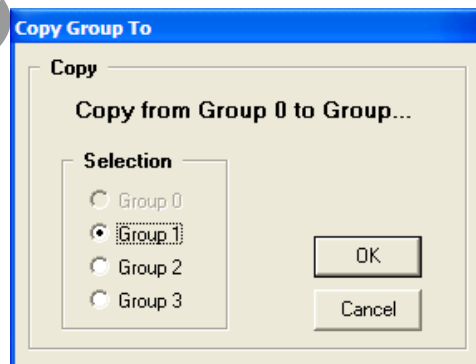 Copy Group To
Copy
Copy from Group 0 to Group...
Selection
Group 0
Group 1
Group 2
Group 3
OK
Cancel